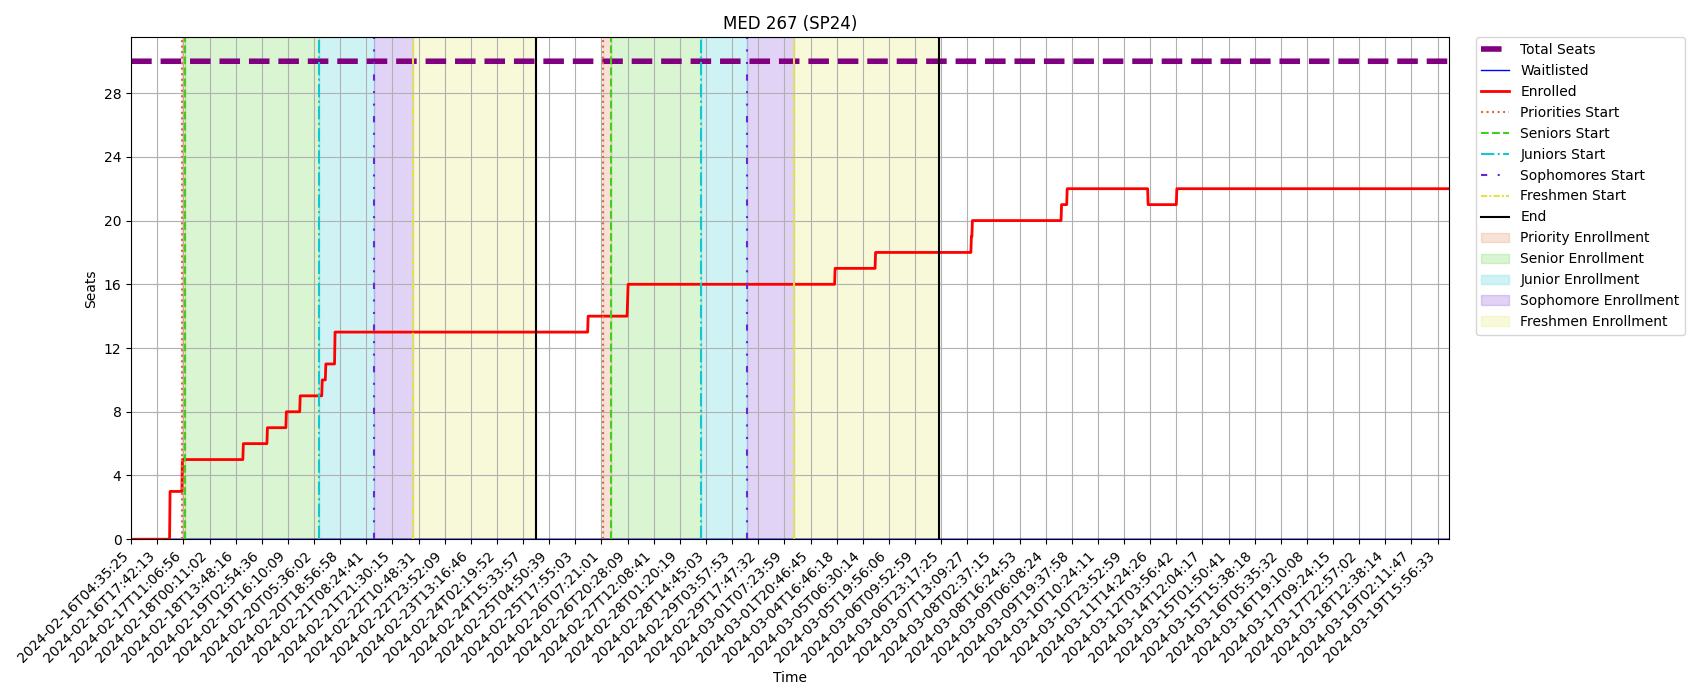 MED 267 (SP24)
Total Seats
Waitlisted
Enrolled
Priorities Start
Seniors Start
Juniors Start
Sophomores Start
Freshmen Start
End
Priority Enrollment
Senior Enrollment
Junior Enrollment
Sophomore Enrollment
Freshmen Enrollment
Seats
28
24
20
16
12
8
4
0
2024-02-16T04:35:25
2024-02-16T17:42:13
2024-02-17T11:06:56
2024-02-18T00:11:02
2024-02-18T13:48:16
2024-02-19T02:54:36
2024-02-19T16:10:09
2024-02-20T05:36:02
2024-02-20T18:56:58
2024-02-21T08:24:41
2024-02-21T21:30:15
2024-02-22T10:48:31
2024-02-22T23:52:09
2024-02-23T13:16:46
2024-02-24T02:19:52
2024-02-24T15:33:57
2024-02-25T04:50:39
2024-02-25T17:55:03
2024-02-26T07:21:01
2024-02-26T20:28:09
2024-02-27T12:08:41
2024-02-28T01:20:19
2024-02-28T14:45:03
2024-02-29T03:57:53
2024-02-29T17:47:32
2024-03-01T07:23:59
2024-03-01T20:46:45
2024-03-04T16:46:18
2024-03-05T06:30:14
2024-03-05T19:56:06
2024-03-06T09:52:59
2024-03-06T23:17:25
2024-03-07T13:09:27
2024-03-08T02:37:15
2024-03-08T16:24:53
2024-03-09T06:08:24
2024-03-09T19:37:58
2024-03-10T10:24:11
2024-03-10T23:52:59
2024-03-11T14:24:26
2024-03-12T03:56:42
2024-03-14T12:04:17
2024-03-15T01:50:41
2024-03-15T15:38:18
2024-03-16T05:35:32
2024-03-16T19:10:08
2024-03-17T09:24:15
2024-03-17T22:57:02
2024-03-18T12:38:14
2024-03-19T02:11:47
2024-03-19T15:56:33
Time